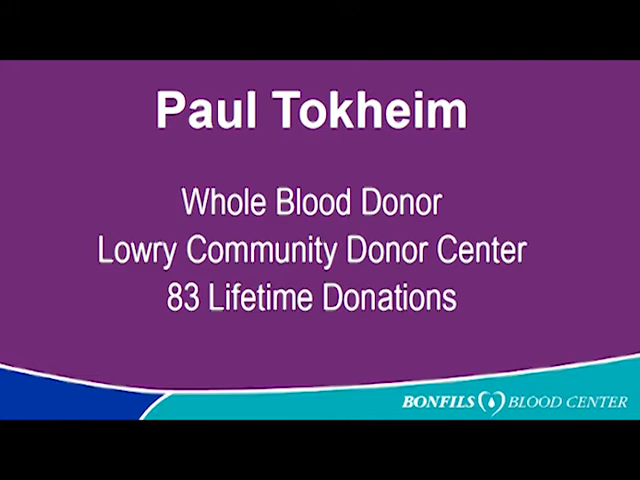 Paul Tokheim
Whole Blood Donor
Lowry Community Donor Center
83 Lifetime Donations
BONFILS BLOOD CENTER